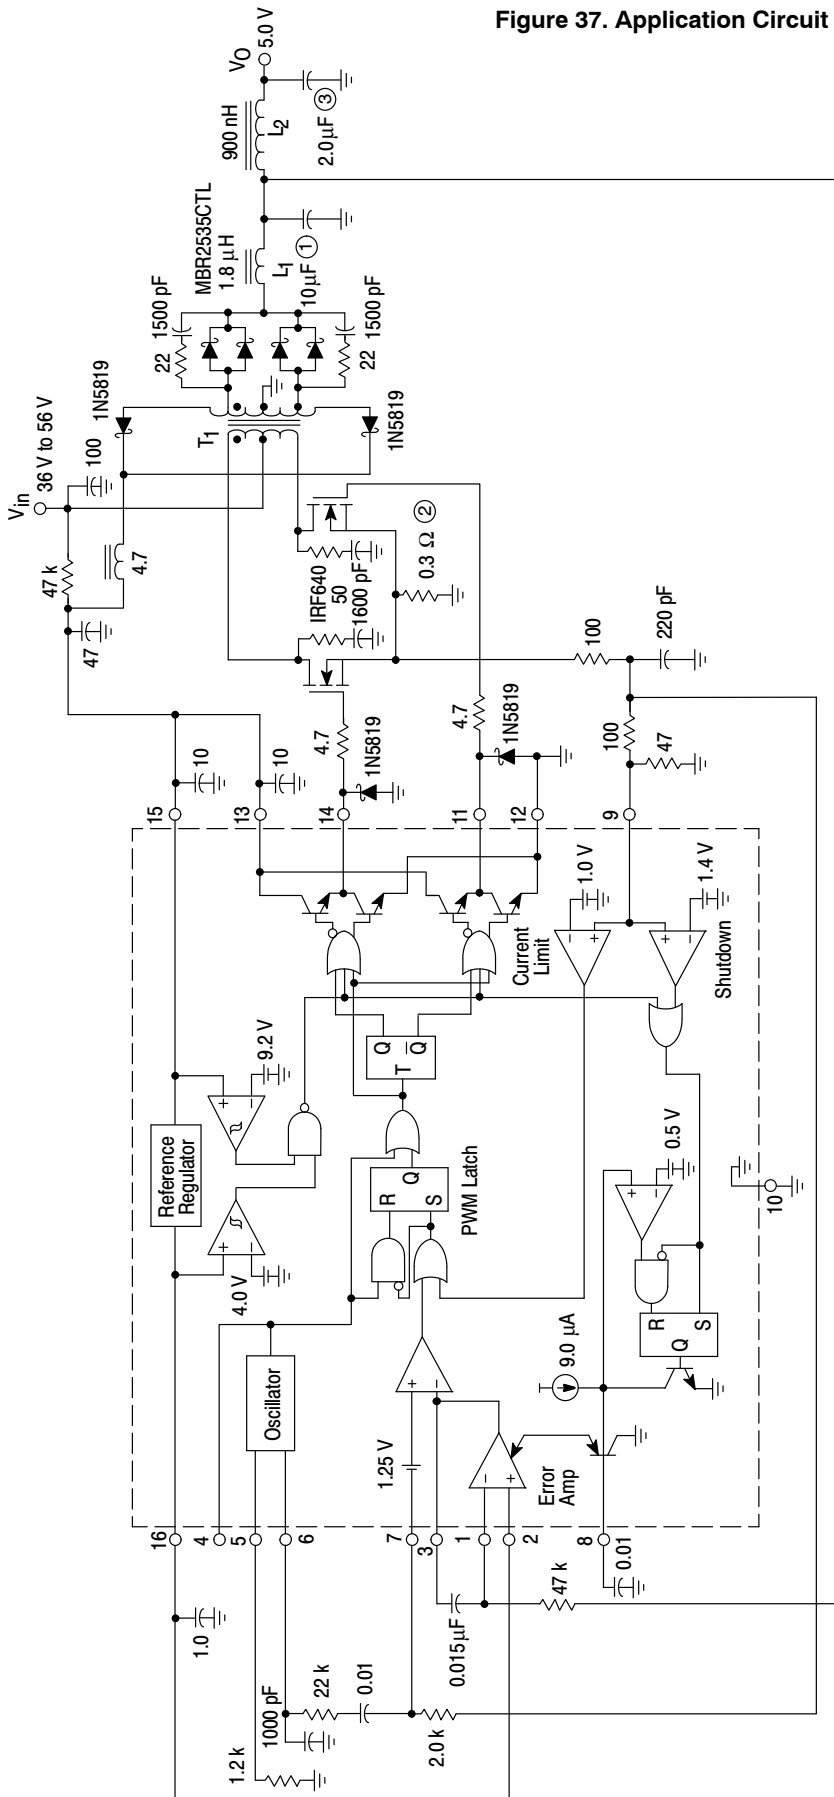 Figure 37. Application Circuit
Vin
36 V to 56 V
VO
5.0 V
100
47 k
4.7
47
1N5819
T1
1N5819
22
1500 pF
22
1500 pF
MBR2535CTL
1.8 µH
L1
10µF
1
900 nH
L2
2.0µF
3
IRF640
50
1600 pF
0.3 Ω
2
4.7
1N5819
4.7
1N5819
100
220 pF
100
47
10
10
15
13
14
11
12
9
Reference
Regulator
+
−
9.2 V
+
−
4.0 V
Oscillator
R
Q
S
PWM Latch
T
Q
Q
Current
Limit
−
+
1.0 V
+
−
1.4 V
Shutdown
+
−
0.5 V
R
Q
S
9.0 µA
1.25 V
+
−
−
+
Error
Amp
10
16
4
5
6
7
3
1
2
8
1.0
1.2 k
1000 pF
22 k
0.01
2.0 k
0.015µF
47 k
0.01